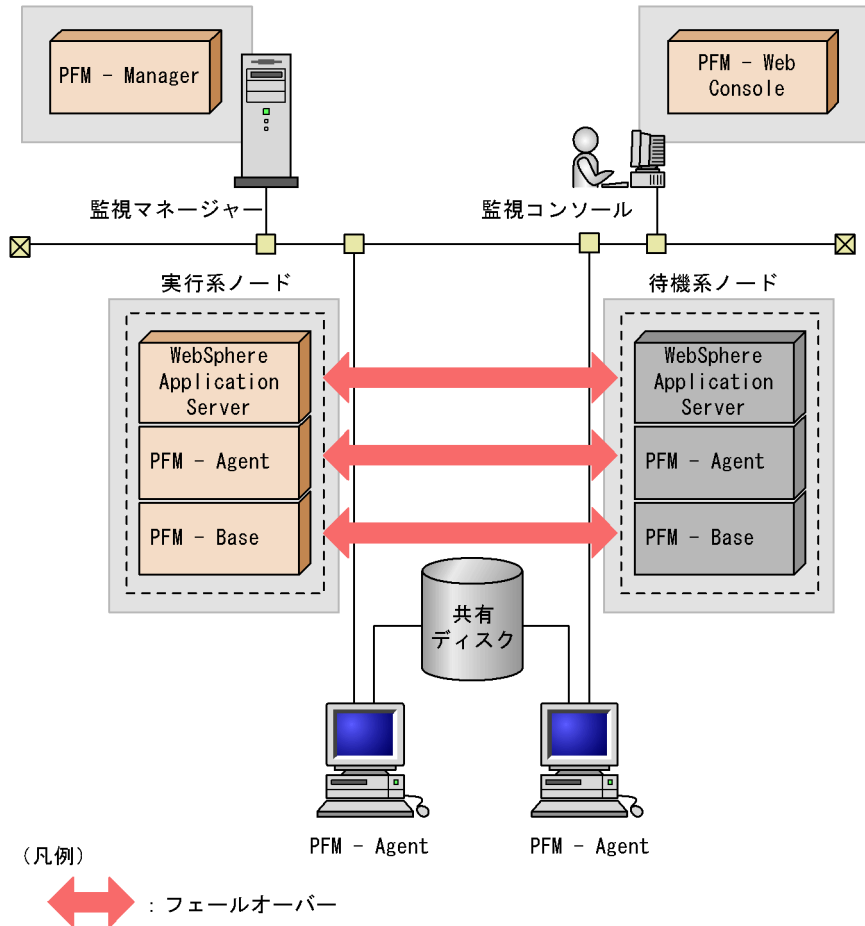 PFM － Manager
PFM － Web
Console
監視マネージャー
監視コンソール
実行系ノード
待機系ノード
WebSphere
Application
Server
PFM － Agent
PFM － Base
WebSphere
Application
Server
PFM － Agent
PFM － Base
共有
ディスク
PFM － Agent
PFM － Agent
（凡例）
：フェールオーバー